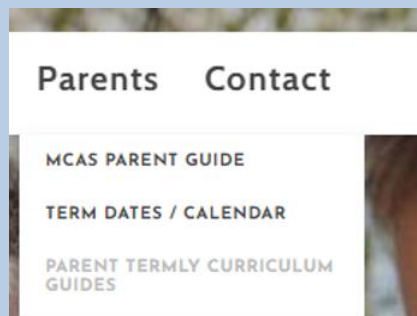 Parents Contact
MCAS PARENT GUIDE
TERM DATES / CALENDAR
PARENT TERMLY CURRICULUM
GUIDES